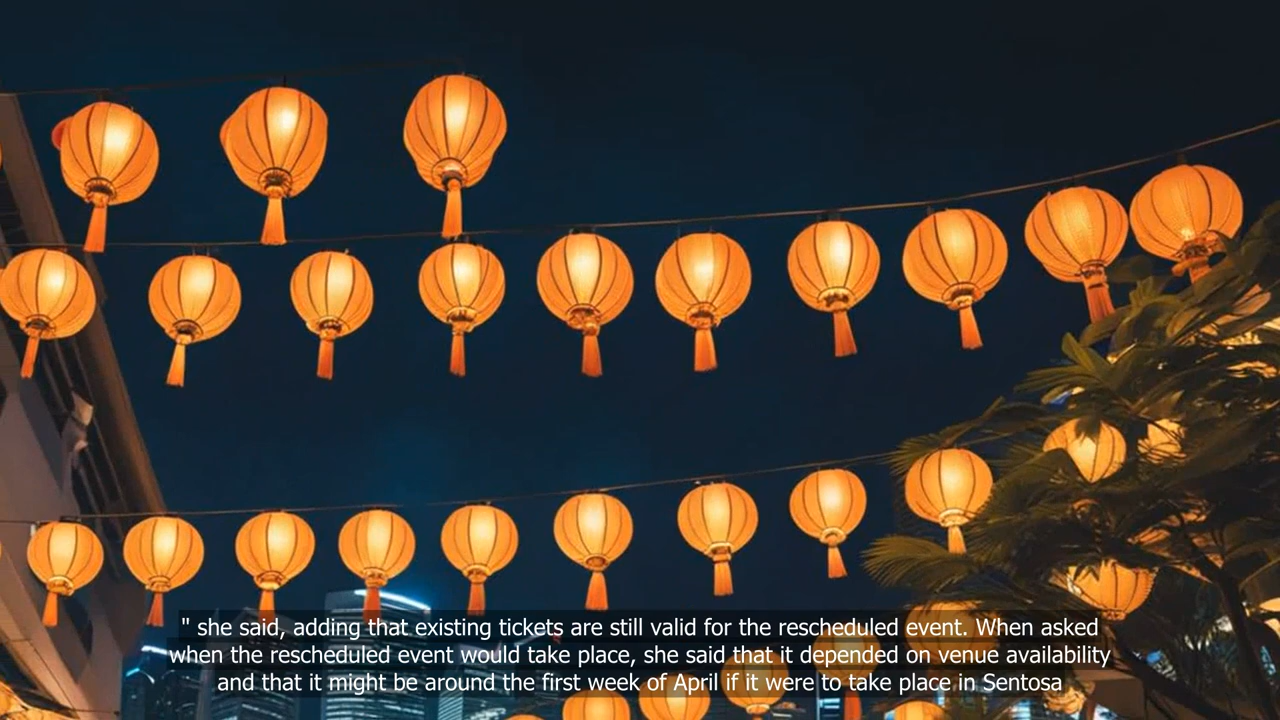 " she said, adding that existing tickets are still valid for the rescheduled event. When asked
when the rescheduled event would take place, she said that it depended on venue availability
and that it might be around the first week of April if it were to take place in Sentosa